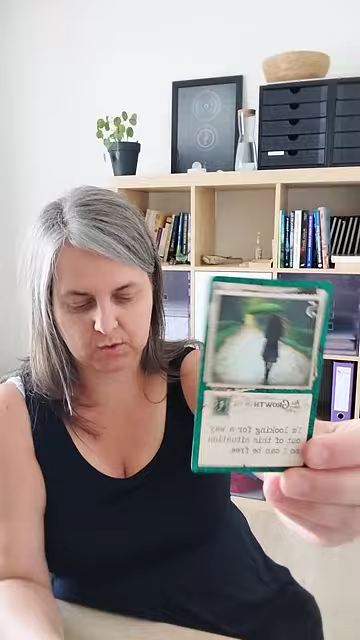 GROWTH
I'm looking for a way
out of this situation
so I can be free.